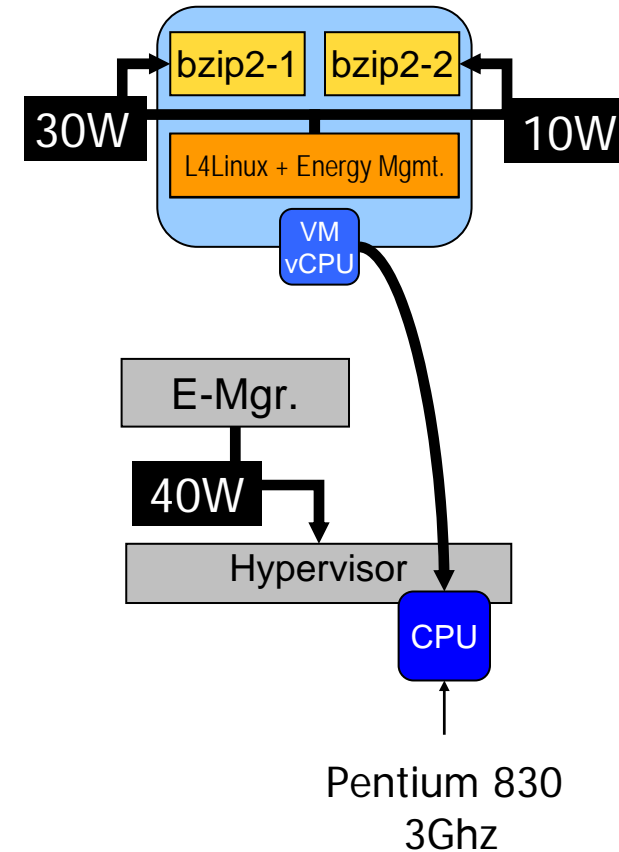 bzip2-1 bzip2-2
30W 10W
L4Linux + Energy Mgmt.
VM
vCPU
E-Mgr.
40W
Hypervisor
CPU
Pentium 830
3Ghz